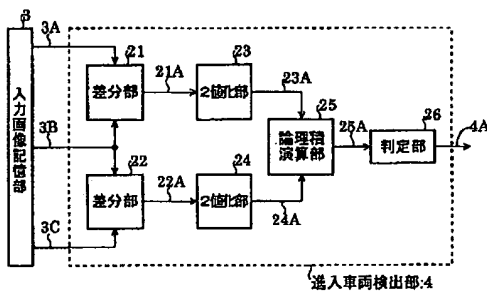 3
入力画像記憶部
3A
3B
3C
21
差分部
21A
23
2値化部
23A
25
論理積
演算部
25A
26
判定部
4A
22
差分部
22A
24
2値化部
24A
進入車両検出部:4